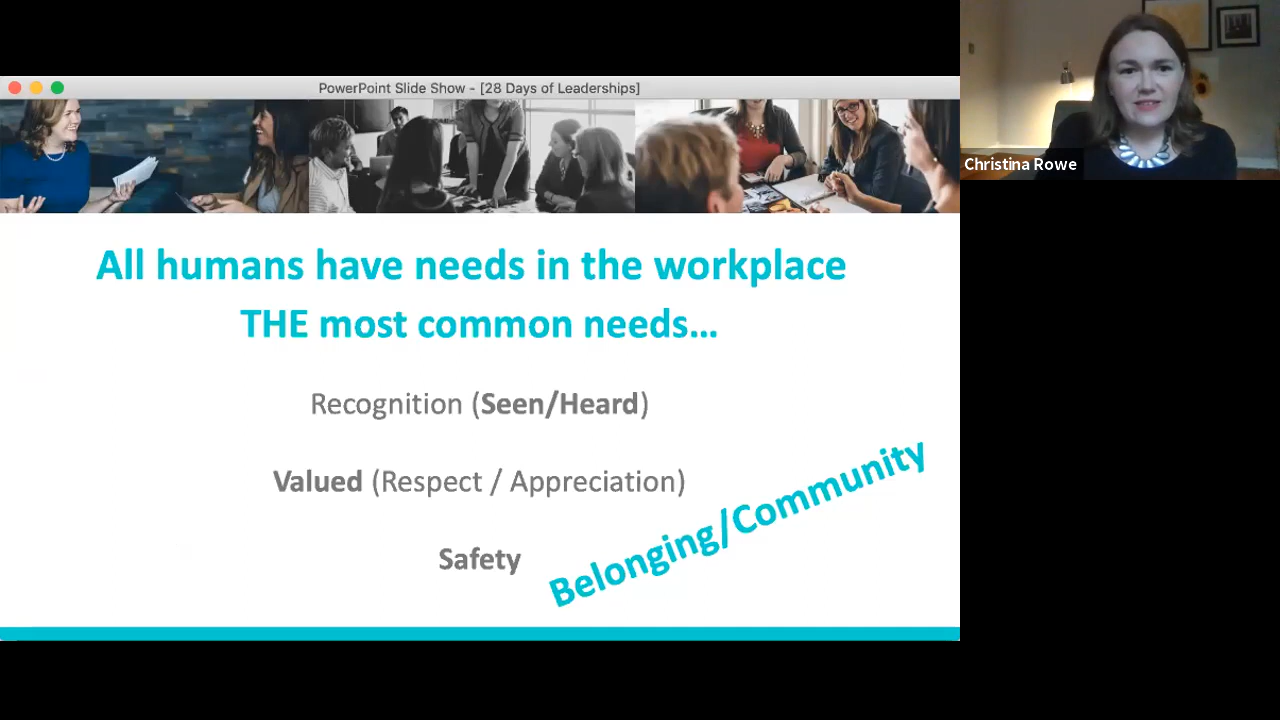 PowerPoint Slide Show - [28 Days of Leaderships]
Christina Rowe
All humans have needs in the workplace
THE most common needs...
Recognition (Seen/Heard)
Valued (Respect / Appreciation)
Safety
Belonging/Community